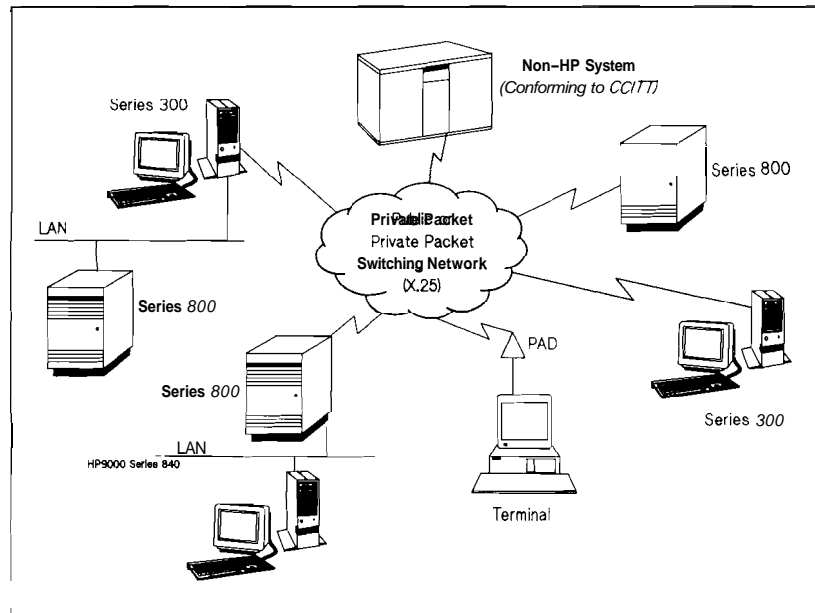 Non-HP System
(Conforming to CCITT)
Series 300
Series 800
LAN
Private Packet
Switching Network
(X.25)
Series 800
PAD
Series 800
Series 300
LAN
HP9000 Series 840
Terminal